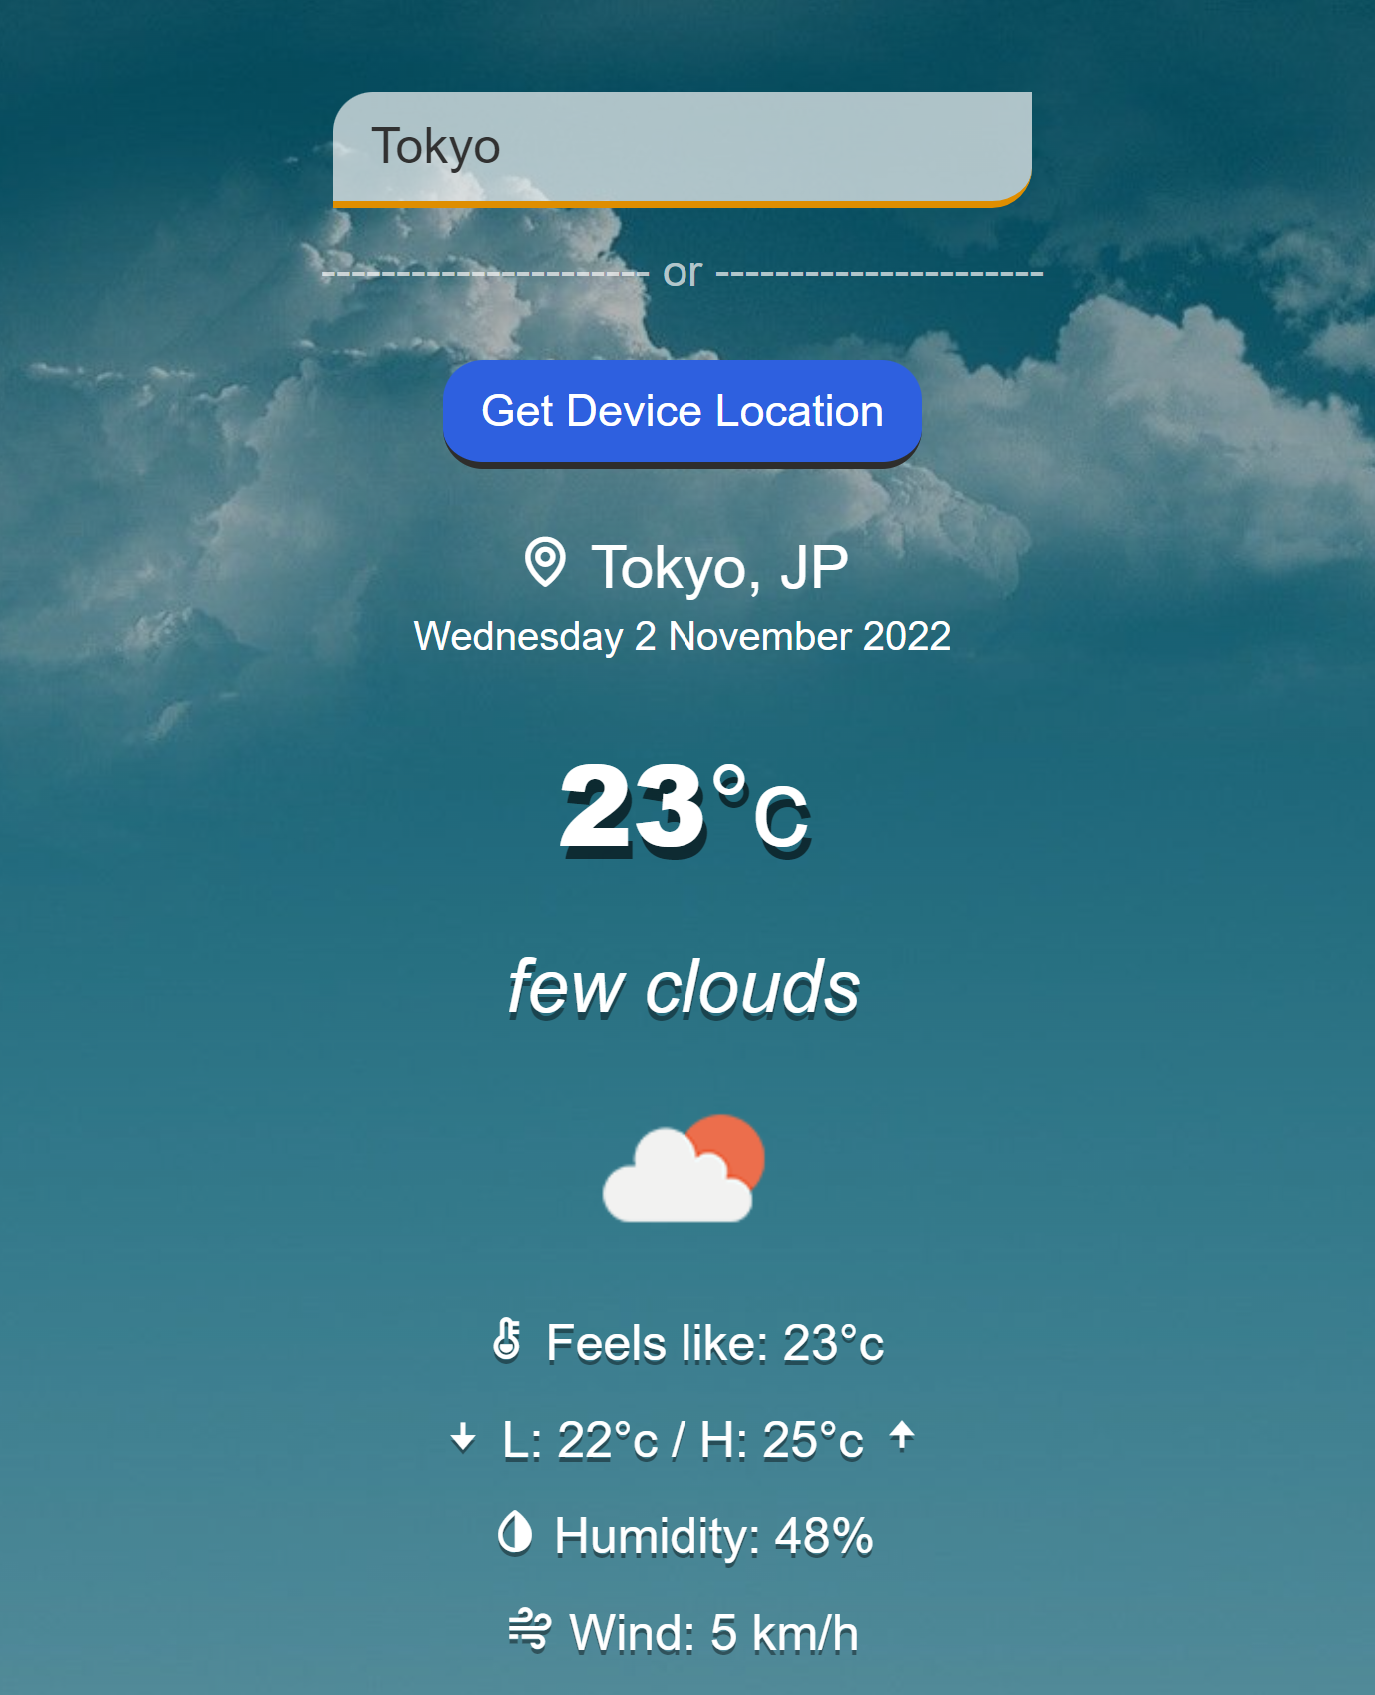 Tokyo
---------------------- or ----------------------
Get Device Location
Tokyo, JP
Wednesday 2 November 2022
23°c
few clouds
Feels like: 23°c
L: 22°c / H: 25°c
Humidity: 48%
Wind: 5 km/h